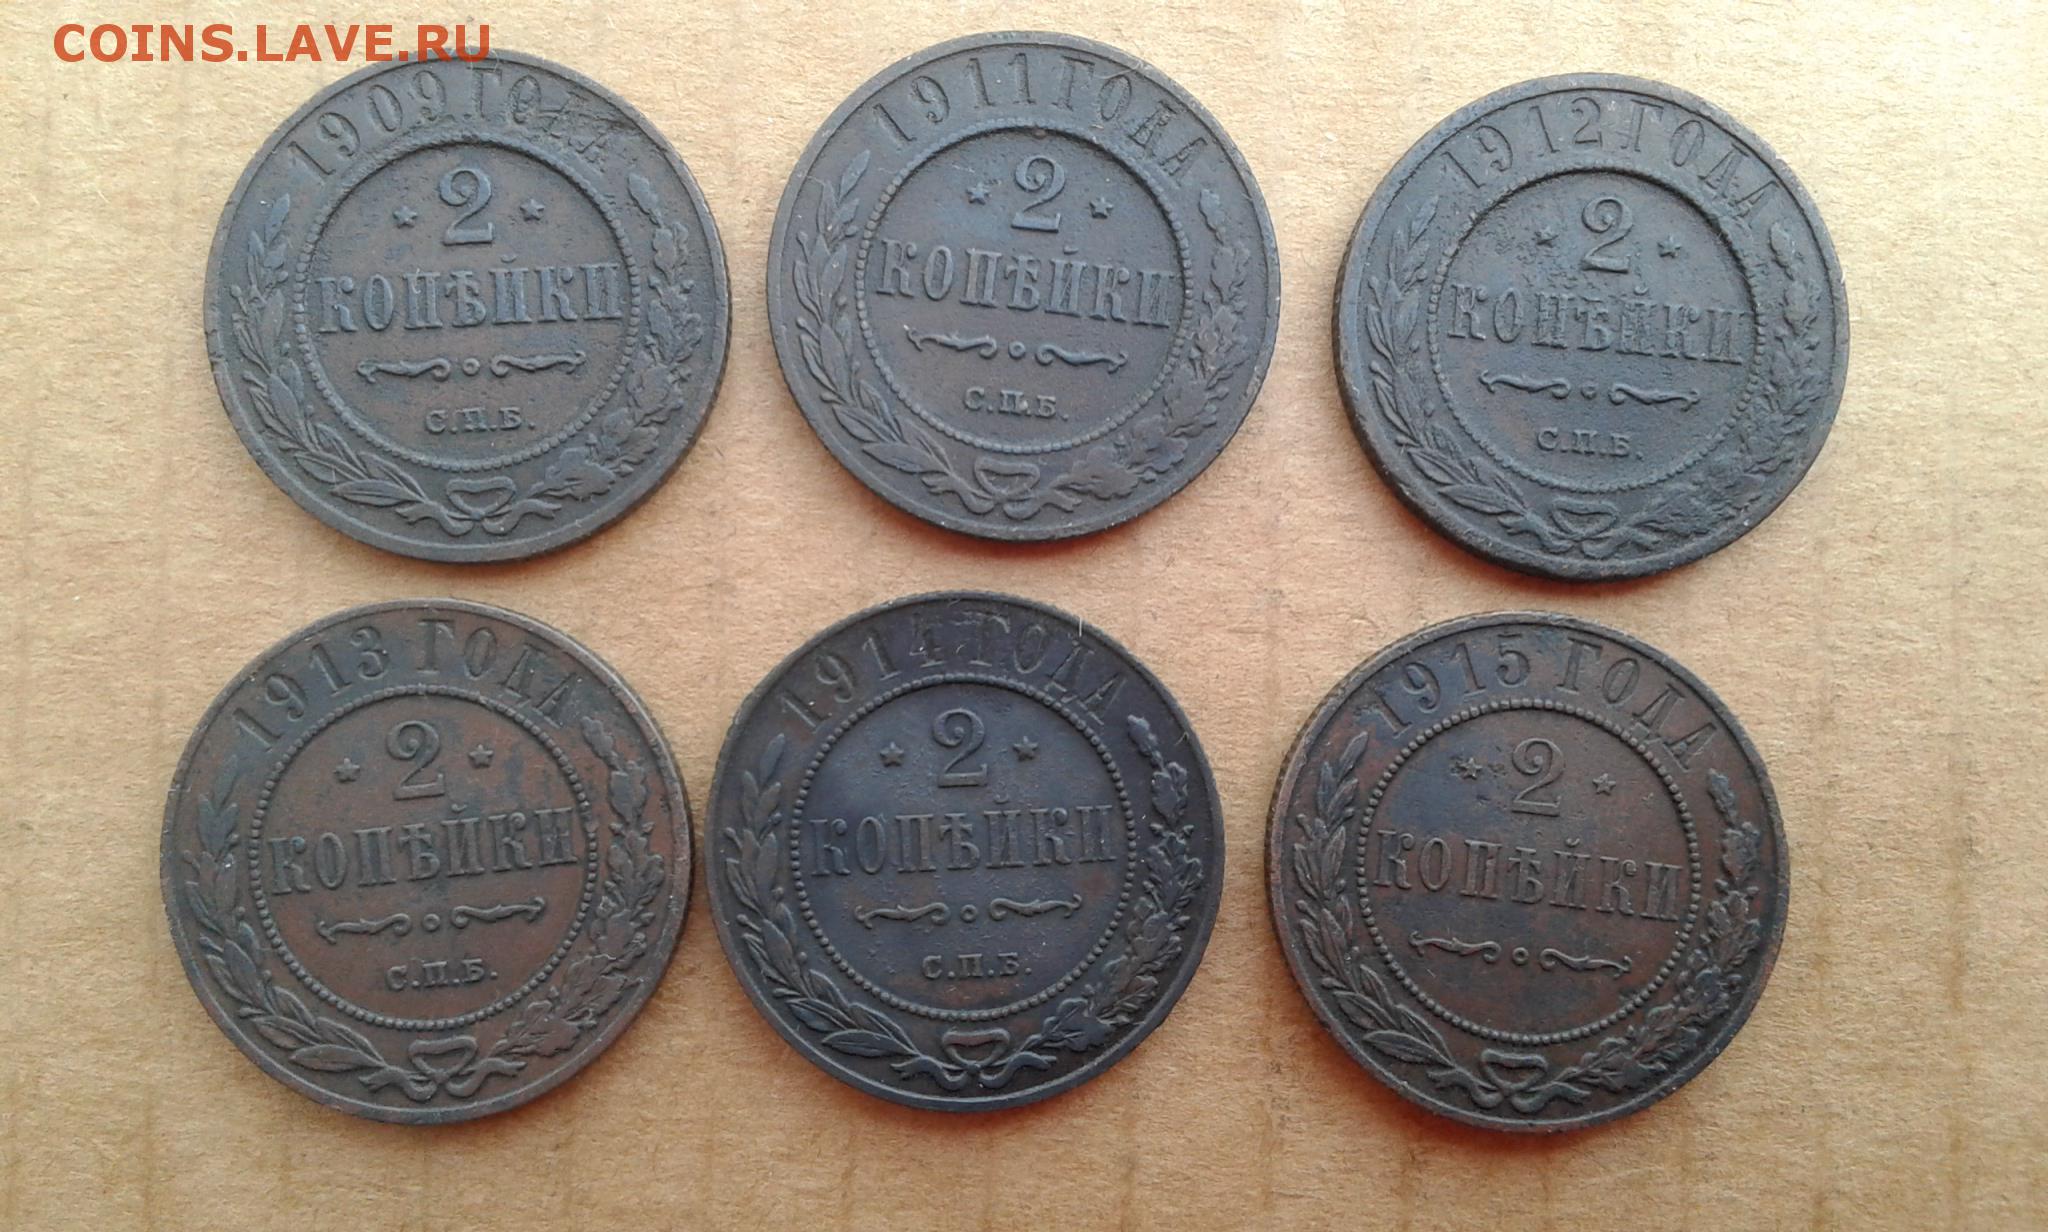 COINS.LAVE.RU
1909 ГОДА
2
КОПѢЙКИ
С.П.Б.
1911 ГОДА
2
КОПѢЙКИ
С.П.Б.
1912 ГОДА
2
КОПѢЙКИ
С.П.Б.
1913 ГОДА
2
КОПѢЙКИ
С.П.Б.
1914 ГОДА
2
КОПѢЙКИ
С.П.Б.
1915 ГОДА
2
КОПѢЙКИ